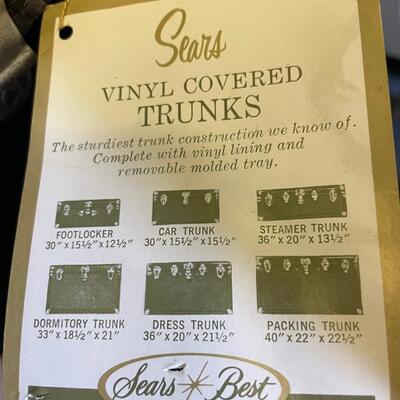 Sears
VINYL COVERED
TRUNKS
The sturdiest trunk construction we know of.
Complete with vinyl lining and
removable molded tray.
FOOTLOCKER
30" x 15½" x 12½"
CAR TRUNK
30" x 15½" x 15½"
STEAMER TRUNK
36" x 20" x 13½"
DORMITORY TRUNK
33" x 18½" x 21"
DRESS TRUNK
36" x 20" x 21½"
PACKING TRUNK
40" x 22" x 22½"
Sears Best